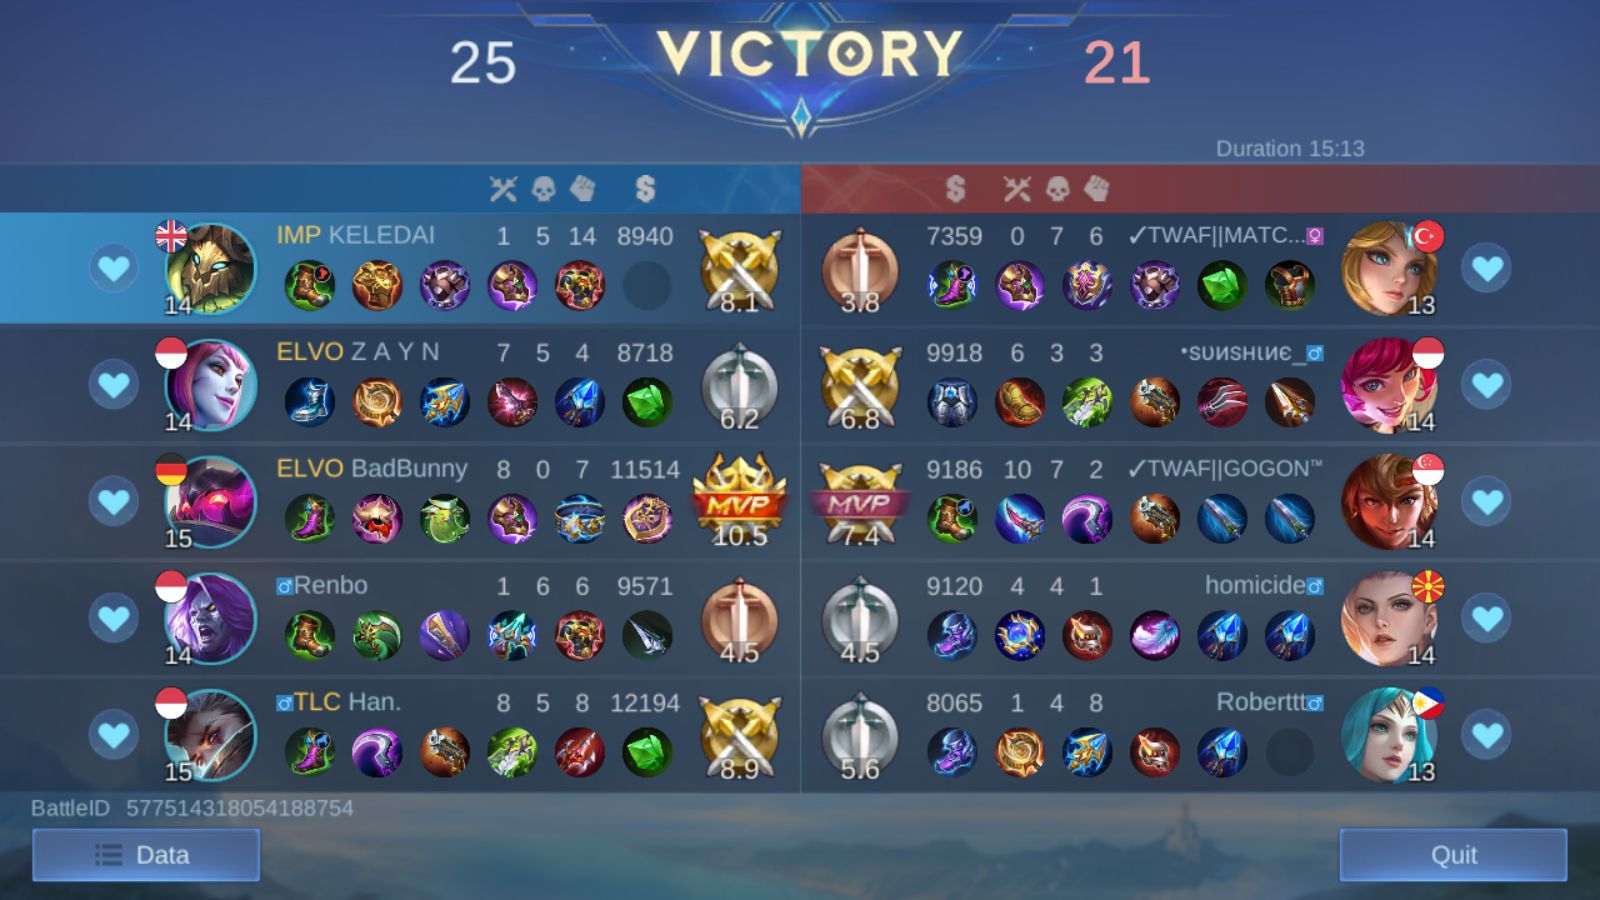 25 VICTORY 21
Duration 15:13
IMP KELEDAI 1 5 14 8940
14 8.1
7359 0 7 6 ✓TWAF||MATC...♀
3.8 13
ELVO Z A Y N 7 5 4 8718
14 6.2
9918 6 3 3 •ѕυиѕнιиє_♂
6.8 14
ELVO BadBunny 8 0 7 11514
15 MVP 10.5
9186 10 7 2 ✓TWAF||GOGON™
MVP 7.4 14
♂Renbo 1 6 6 9571
14 4.5
9120 4 4 1 homicide♂
4.5 14
♂TLC Han. 8 5 8 12194
15 8.9
8065 1 4 8 Roberttt♂
5.6 13
BattleID 577514318054188754
Data
Quit